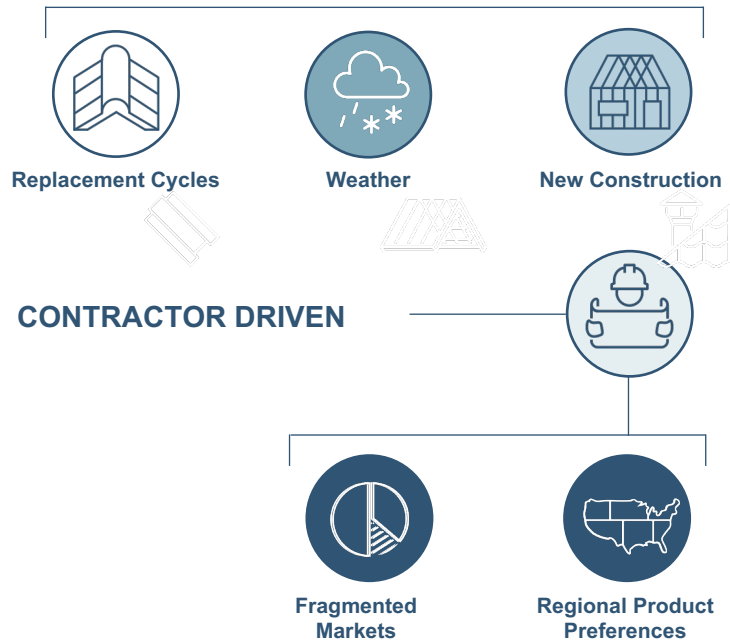 Replacement Cycles
Weather
New Construction
CONTRACTOR DRIVEN
Fragmented
Markets
Regional Product
Preferences